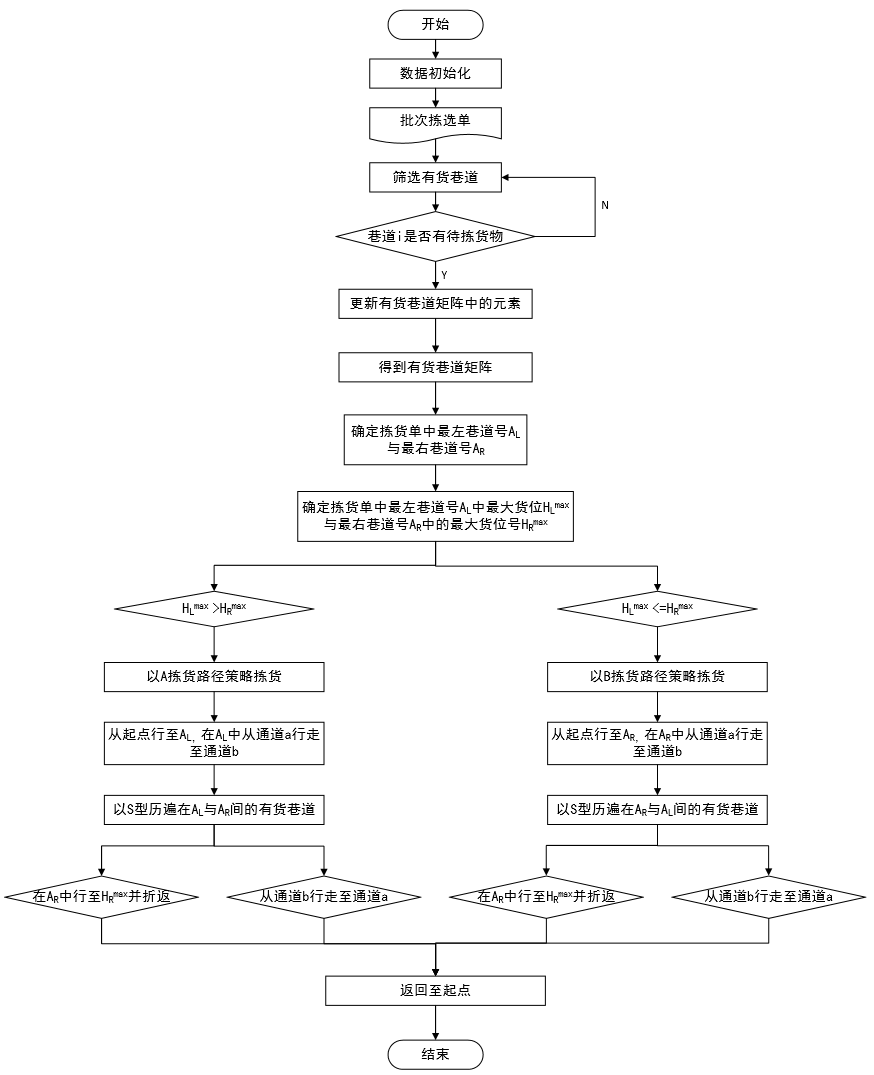 开始
数据初始化
批次拣选单
筛选有货巷道
N
巷道i是否有待拣货物
Y
更新有货巷道矩阵中的元素
得到有货巷道矩阵
确定拣货单中最左巷道号AL
与最右巷道号AR
确定拣货单中最左巷道号AL中最大货位HLmax
与最右巷道号AR中的最大货位号HRmax
HLmax >HRmax
HLmax <=HRmax
以A拣货路径策略拣货
以B拣货路径策略拣货
从起点行至AL, 在AL中从通道a行走
至通道b
从起点行至AR, 在AR中从通道a行走
至通道b
以S型历遍在AL与AR间的有货巷道
以S型历遍在AR与AL间的有货巷道
在AR中行至HRmax并折返
从通道b行走至通道a
在AR中行至HRmax并折返
从通道b行走至通道a
返回至起点
结束